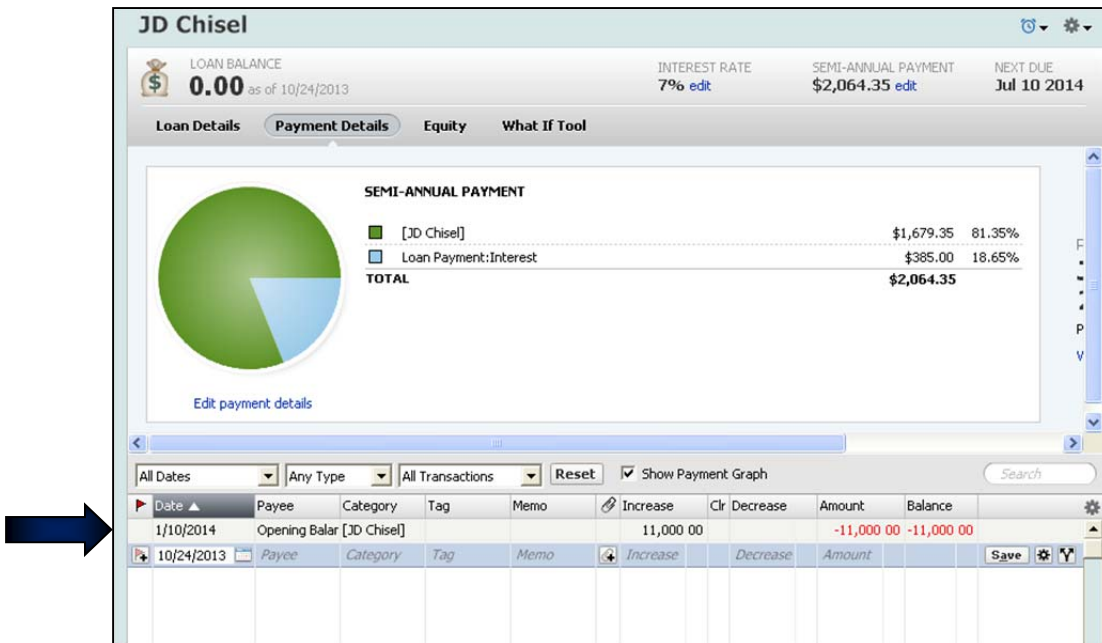 JD Chisel
LOAN BALANCE
0.00 as of 10/24/2013
INTEREST RATE
7% edit
SEMI-ANNUAL PAYMENT
$2,064.35 edit
NEXT DUE
Jul 10 2014
Loan Details Payment Details Equity What If Tool
SEMI-ANNUAL PAYMENT
[JD Chisel] $1,679.35 81.35%
Loan Payment:Interest $385.00 18.65%
TOTAL $2,064.35
F
P
V
Edit payment details
All Dates Any Type All Transactions Reset Show Payment Graph Search
Date Payee Category Tag Memo Increase Clr Decrease Amount Balance
1/10/2014 Opening Balar [JD Chisel] 11,000 00 -11,000 00 -11,000 00
10/24/2013 Payee Category Tag Memo Increase Decrease Amount Save